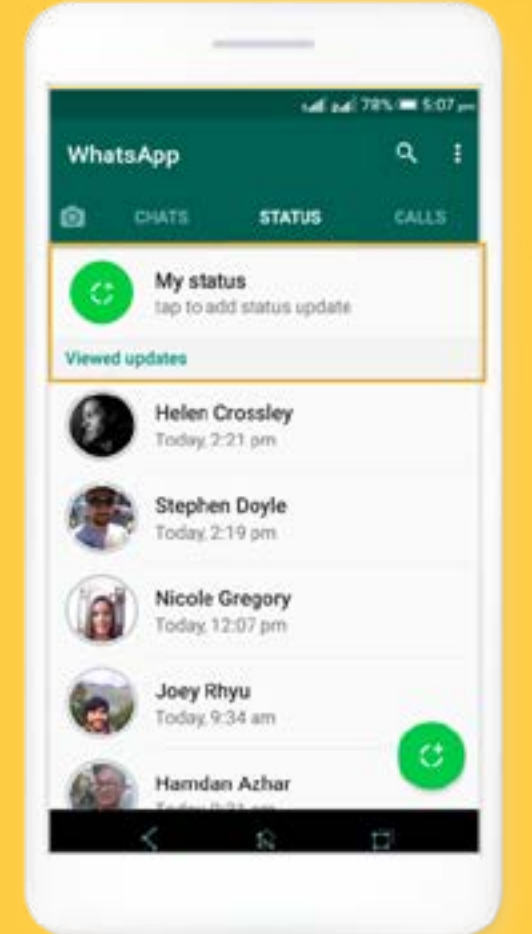 78% 5:07 pm
WhatsApp
CHATS STATUS CALLS
My status
tap to add status update
Viewed updates
Helen Crossley
Today, 2:21 pm
Stephen Doyle
Today, 2:19 pm
Nicole Gregory
Today, 12:07 pm
Joey Rhyu
Today, 9:34 am
Hamdan Azhar